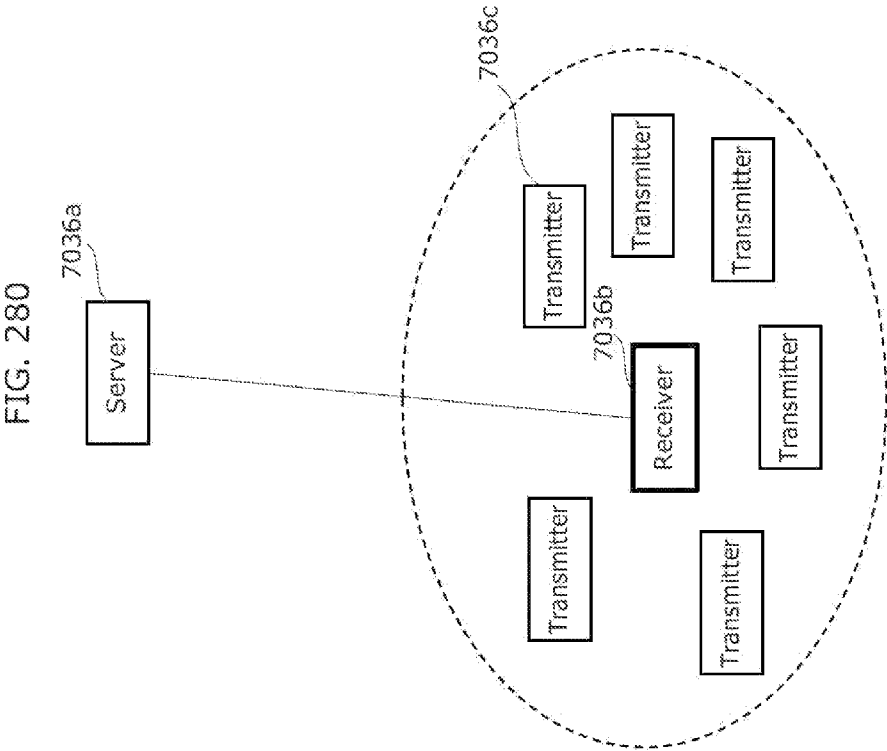 FIG. 280
7036a
Server
7036c
Transmitter
Transmitter
Transmitter
7036b
Receiver
Transmitter
Transmitter
Transmitter